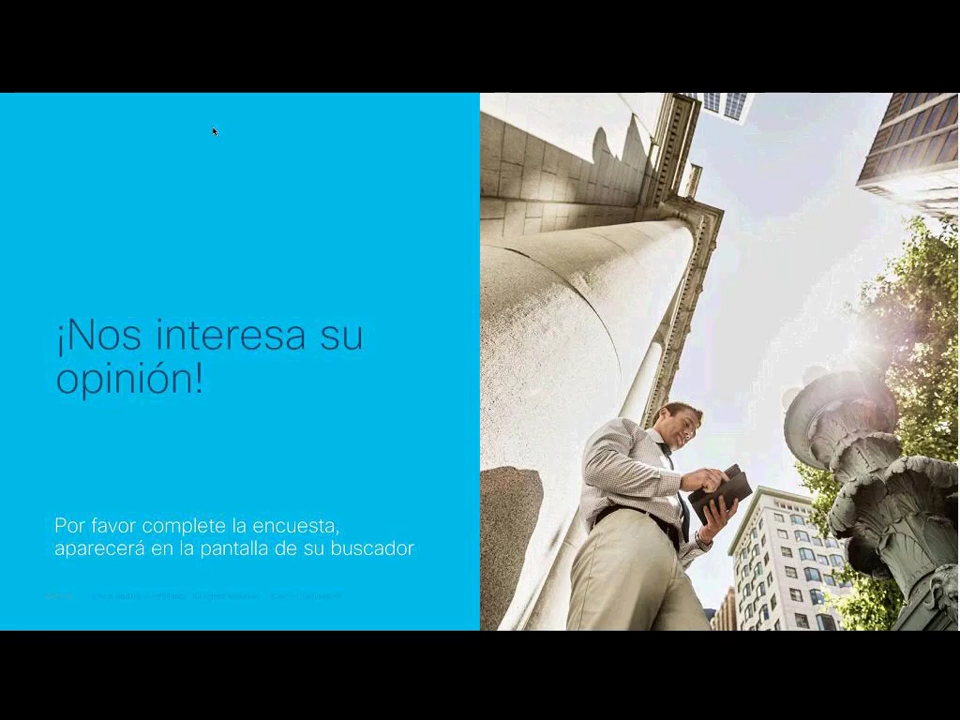 ¡Nos interesa su
opinión!
Por favor complete la encuesta,
aparecerá en la pantalla de su buscador